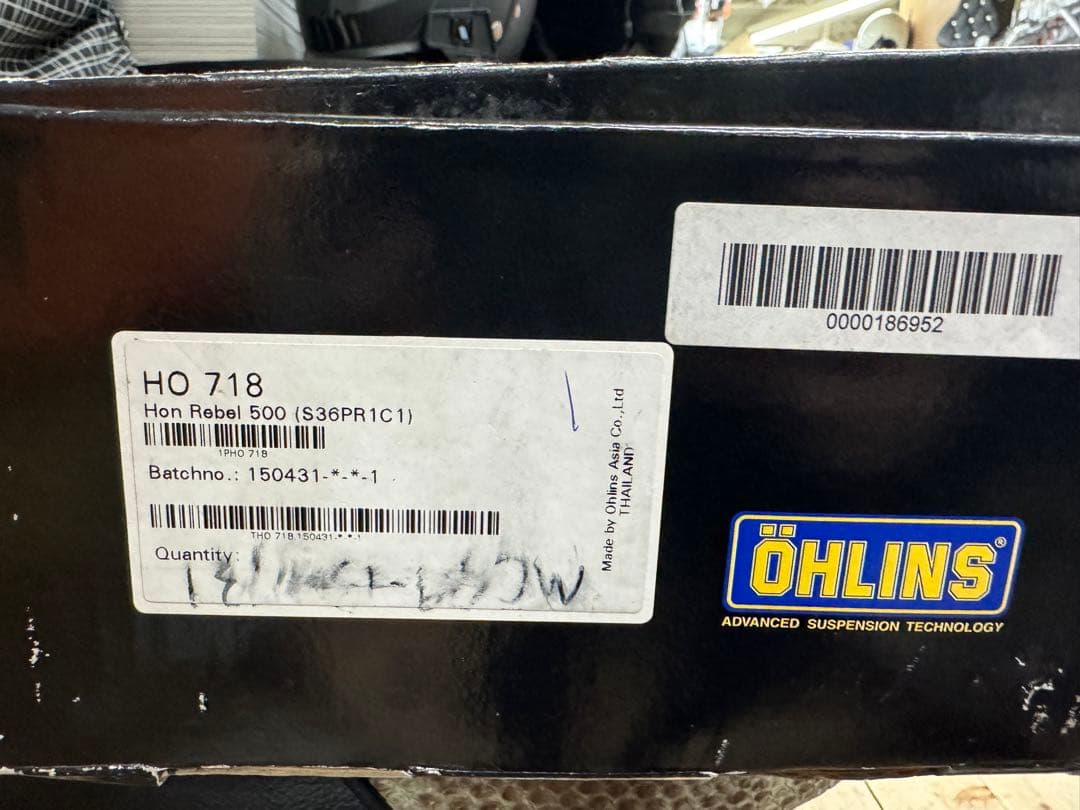 0000186952
HO 718
Hon Rebel 500 (S36PR1C1)
1PHO 718
Batchno.: 150431-*-*-1
THO 718.150431-*-*-1
Quantity:
Made by Ohlins Asia Co.,Ltd
THAILAND
ÖHLINS®
ADVANCED SUSPENSION TECHNOLOGY